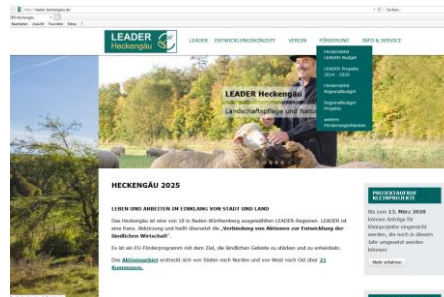 LEADER
Heckengäu
LEADER ENTWICKLUNGSKONZEPT VEREIN FÖRDERUNG INFO & SERVICE
Fördermittel
LEADER-Budget
LEADER Projekte
2014 - 2020
Fördermittel
Regionalbudget
Regionalbudget
Projekte
weitere
Fördermöglichkeiten
LEADER Heckengäu
Landschaftspflege und Natu
HECKENGÄU 2025
LEBEN UND ARBEITEN IM EINKLANG VON STADT UND LAND
Das Heckengäu ist eine von 18 in Baden-Württemberg ausgewählten LEADER-Regionen. LEADER ist
eine franz. Abkürzung und heißt übersetzt die „Verbindung von Aktionen zur Entwicklung der
ländlichen Wirtschaft".
Es ist ein EU-Förderprogramm mit dem Ziel, die ländlichen Gebiete zu stärken und zu entwickeln.
Das Aktionsgebiet erstreckt sich von Süden nach Norden und von West nach Ost über 21
Kommunen.
PROJEKTAUFRUF
KLEINPROJEKTE
Bis zum 13. März 2020
können Anträge für
Kleinprojekte eingereicht
werden, die noch in diesem
Jahr umgesetzt werden
können!
Mehr erfahren